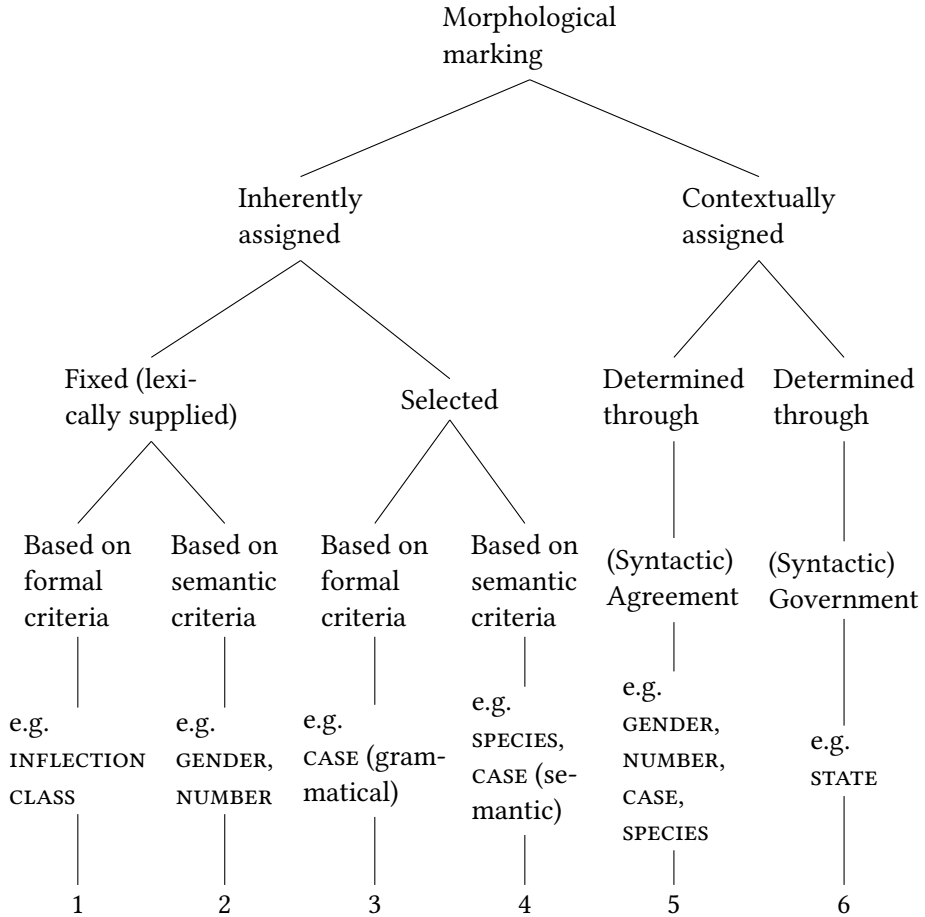 Morphological
marking
Inherently
assigned
Contextually
assigned
Fixed (lexi-
cally supplied)
Selected
Determined
through
Determined
through
Based on
formal
criteria
Based on
semantic
criteria
Based on
formal
criteria
Based on
semantic
criteria
(Syntactic)
Agreement
(Syntactic)
Government
e.g.
INFLECTION
CLASS
e.g.
GENDER,
NUMBER
e.g.
CASE (gram-
matical)
e.g.
SPECIES,
CASE (se-
mantic)
e.g.
GENDER,
NUMBER,
CASE,
SPECIES
e.g.
STATE
1
2
3
4
5
6